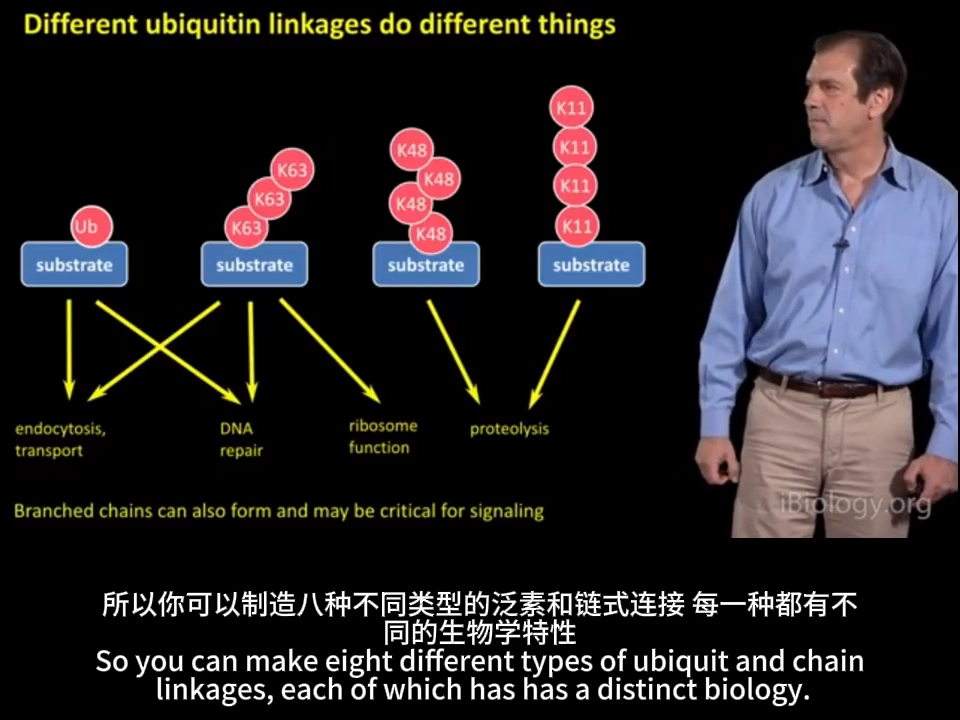 Different ubiquitin linkages do different things
K11
K48
K11
K63
K48
K11
K63
K48
Ub
K63
K48
K11
substrate
substrate
substrate
substrate
endocytosis,
transport
DNA
repair
ribosome
function
proteolysis
Branched chains can also form and may be critical for signaling
iBiology.org
所以你可以制造八种不同类型的泛素和链式连接 每一种都有不
同的生物学特性
So you can make eight different types of ubiquit and chain
linkages, each of which has has a distinct biology.